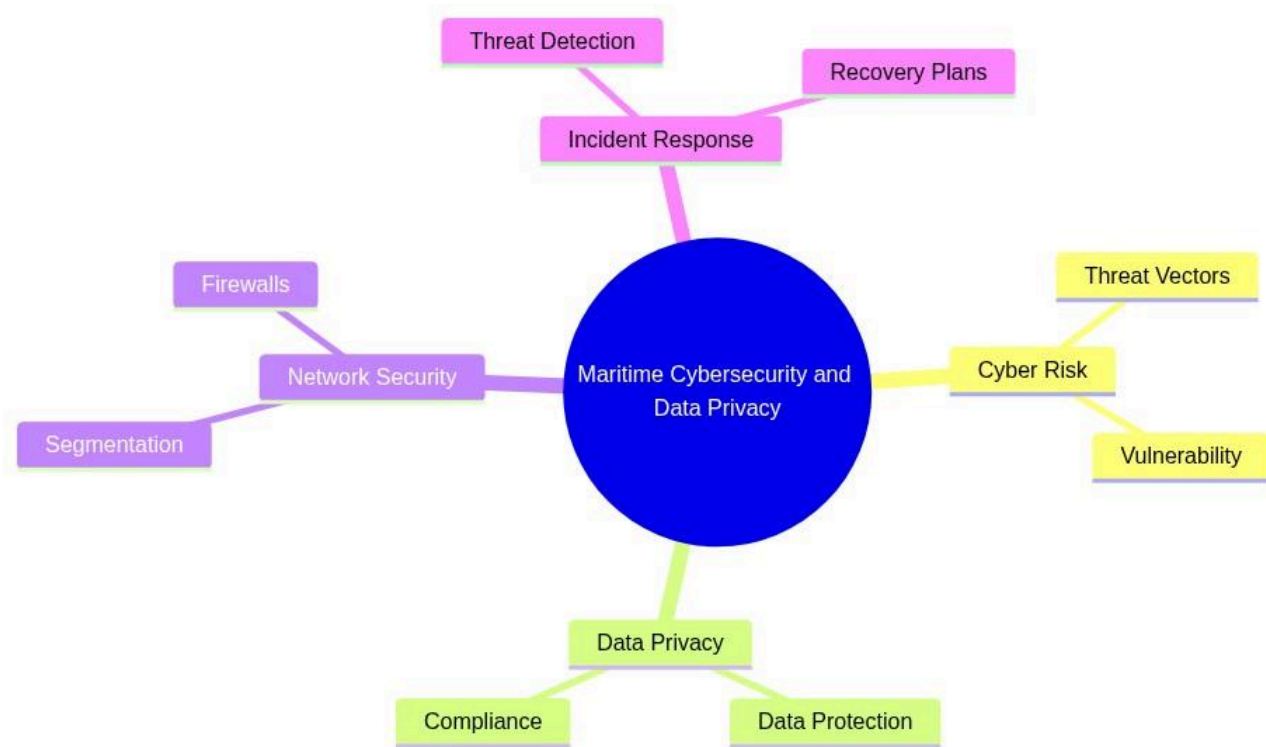 Threat Detection
Recovery Plans
Incident Response
Firewalls
Threat Vectors
Network Security
Maritime Cybersecurity and
Data Privacy
Cyber Risk
Segmentation
Vulnerability
Data Privacy
Compliance
Data Protection